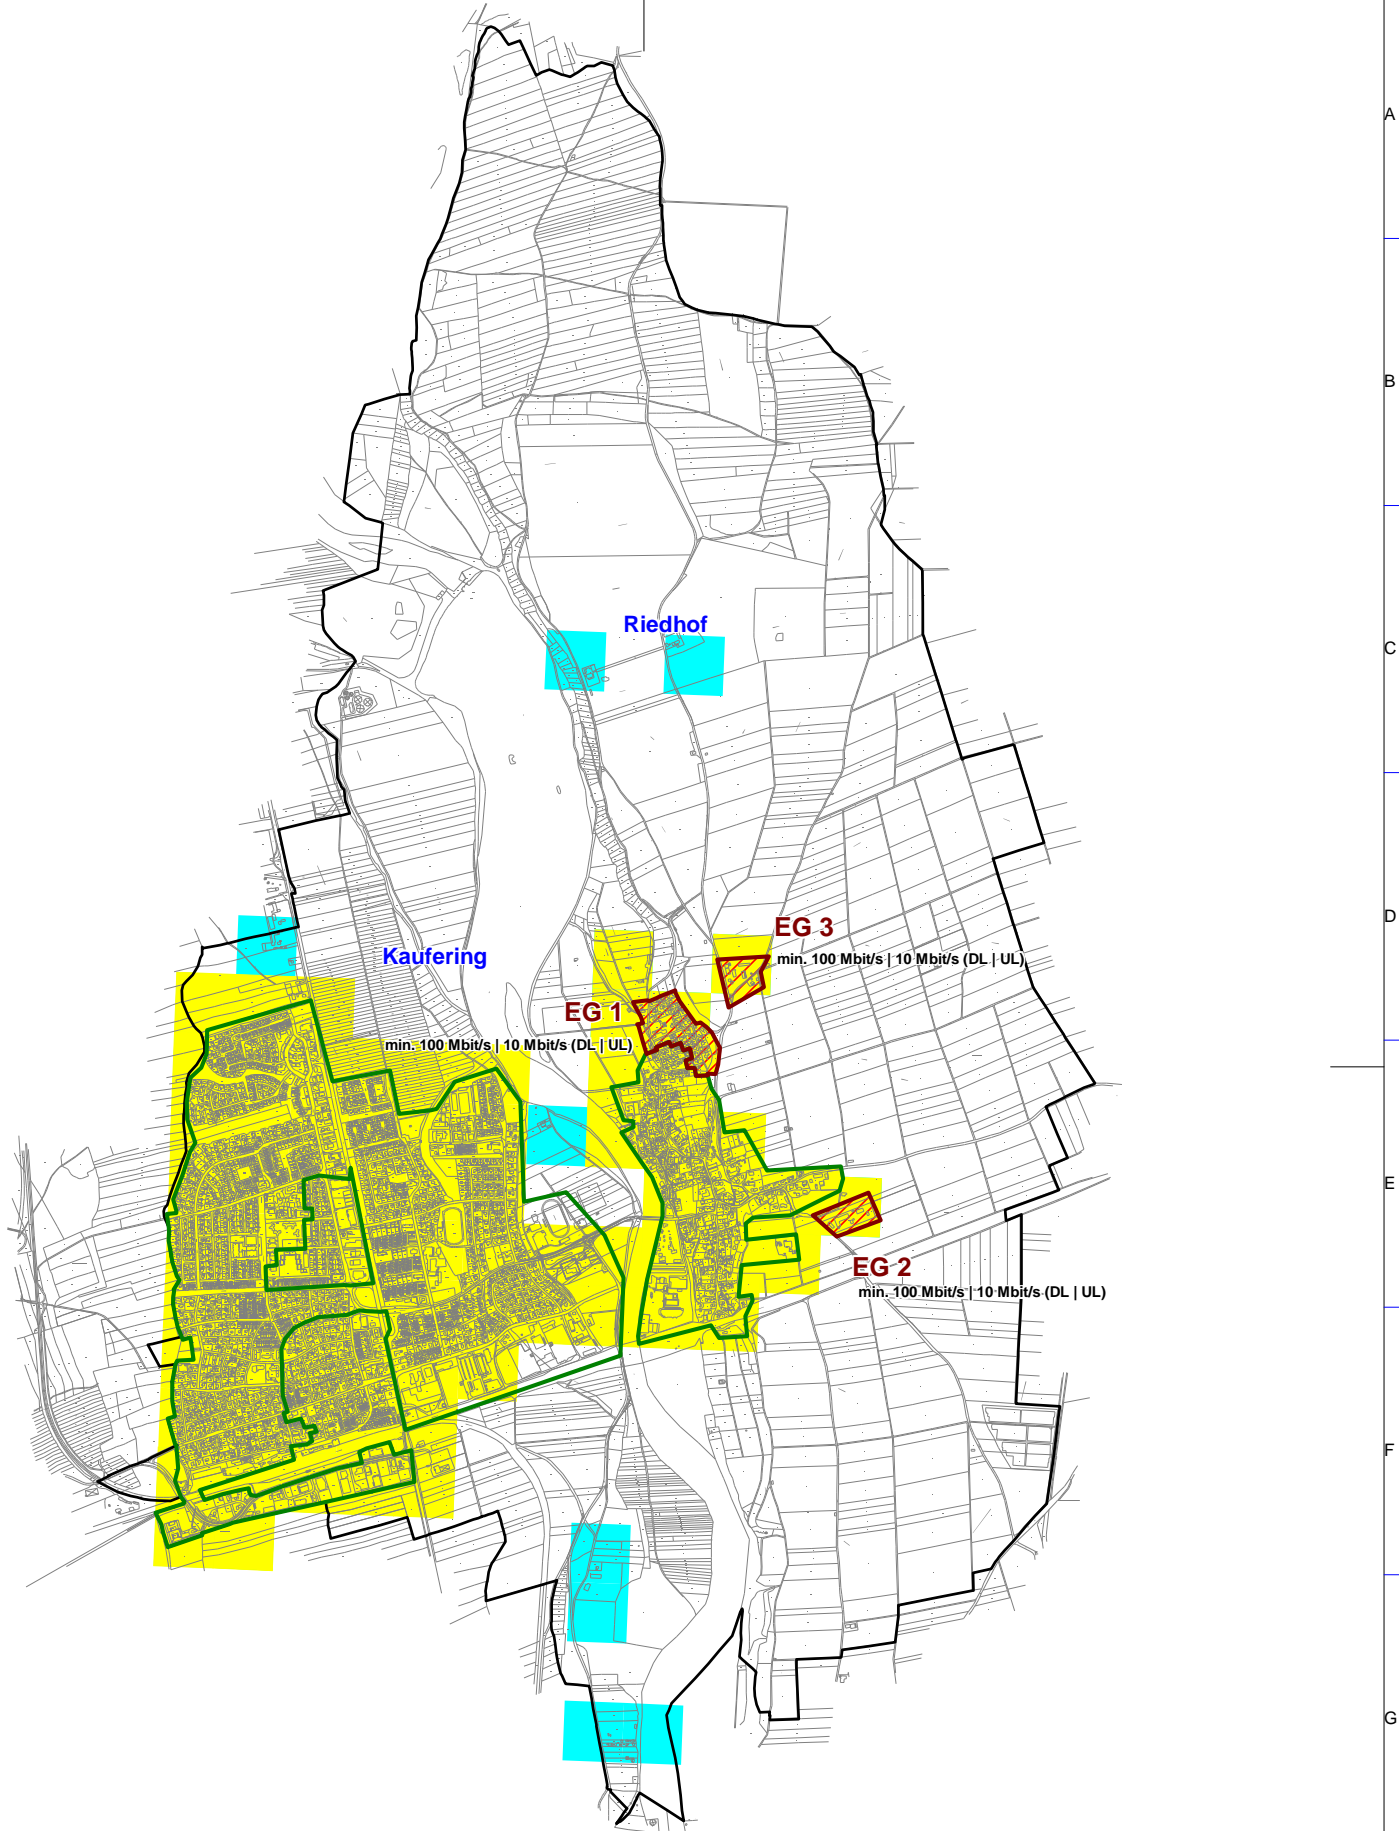 A
B
C
Riedhof
D
EG 3
min. 100 Mbit/s | 10 Mbit/s (DL | UL)
Kaufering
EG 1
min. 100 Mbit/s | 10 Mbit/s (DL | UL)
E
EG 2
min. 100 Mbit/s | 10 Mbit/s (DL | UL)
F
G